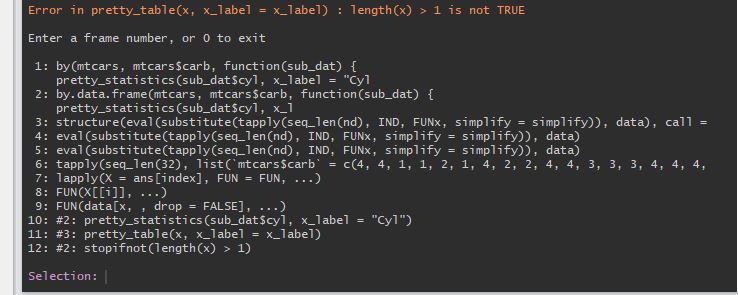 Error in pretty_table(x, x_label = x_label) : length(x) > 1 is not TRUE
Enter a frame number, or 0 to exit
1: by(mtcars, mtcars$carb, function(sub_dat) {
pretty_statistics(sub_dat$cyl, x_label = "Cyl
2: by.data.frame(mtcars, mtcars$carb, function(sub_dat) {
pretty_statistics(sub_dat$cyl, x_l
3: structure(eval(substitute(tapply(seq_len(nd), IND, FUNx, simplify = simplify)), data), call =
4: eval(substitute(tapply(seq_len(nd), IND, FUNx, simplify = simplify)), data)
5: eval(substitute(tapply(seq_len(nd), IND, FUNx, simplify = simplify)), data)
6: tapply(seq_len(32), list(`mtcars$carb` = c(4, 4, 1, 1, 2, 1, 4, 2, 2, 4, 4, 3, 3, 3, 4, 4, 4,
7: lapply(X = ans[index], FUN = FUN, ...)
8: FUN(X[[i]], ...)
9: FUN(data[x, , drop = FALSE], ...)
10: #2: pretty_statistics(sub_dat$cyl, x_label = "Cyl")
11: #3: pretty_table(x, x_label = x_label)
12: #2: stopifnot(length(x) > 1)
Selection: